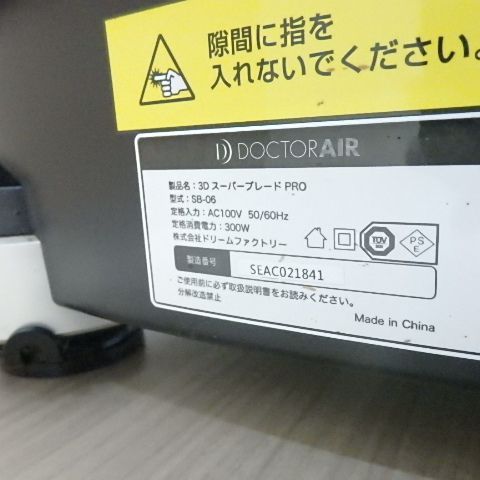 隙間に指を
入れないでください。
DOCTORAIR
製品名：3D スーパーブレード PRO
型式：SB-06
定格入力：AC100V 50/60Hz
定格消費電力：300W
株式会社ドリームファクトリー
TÜV
PS
E
製造番号
SEAC021841
ご使用前に必ず取扱説明書をお読みください。
分解改造禁止
Made in China